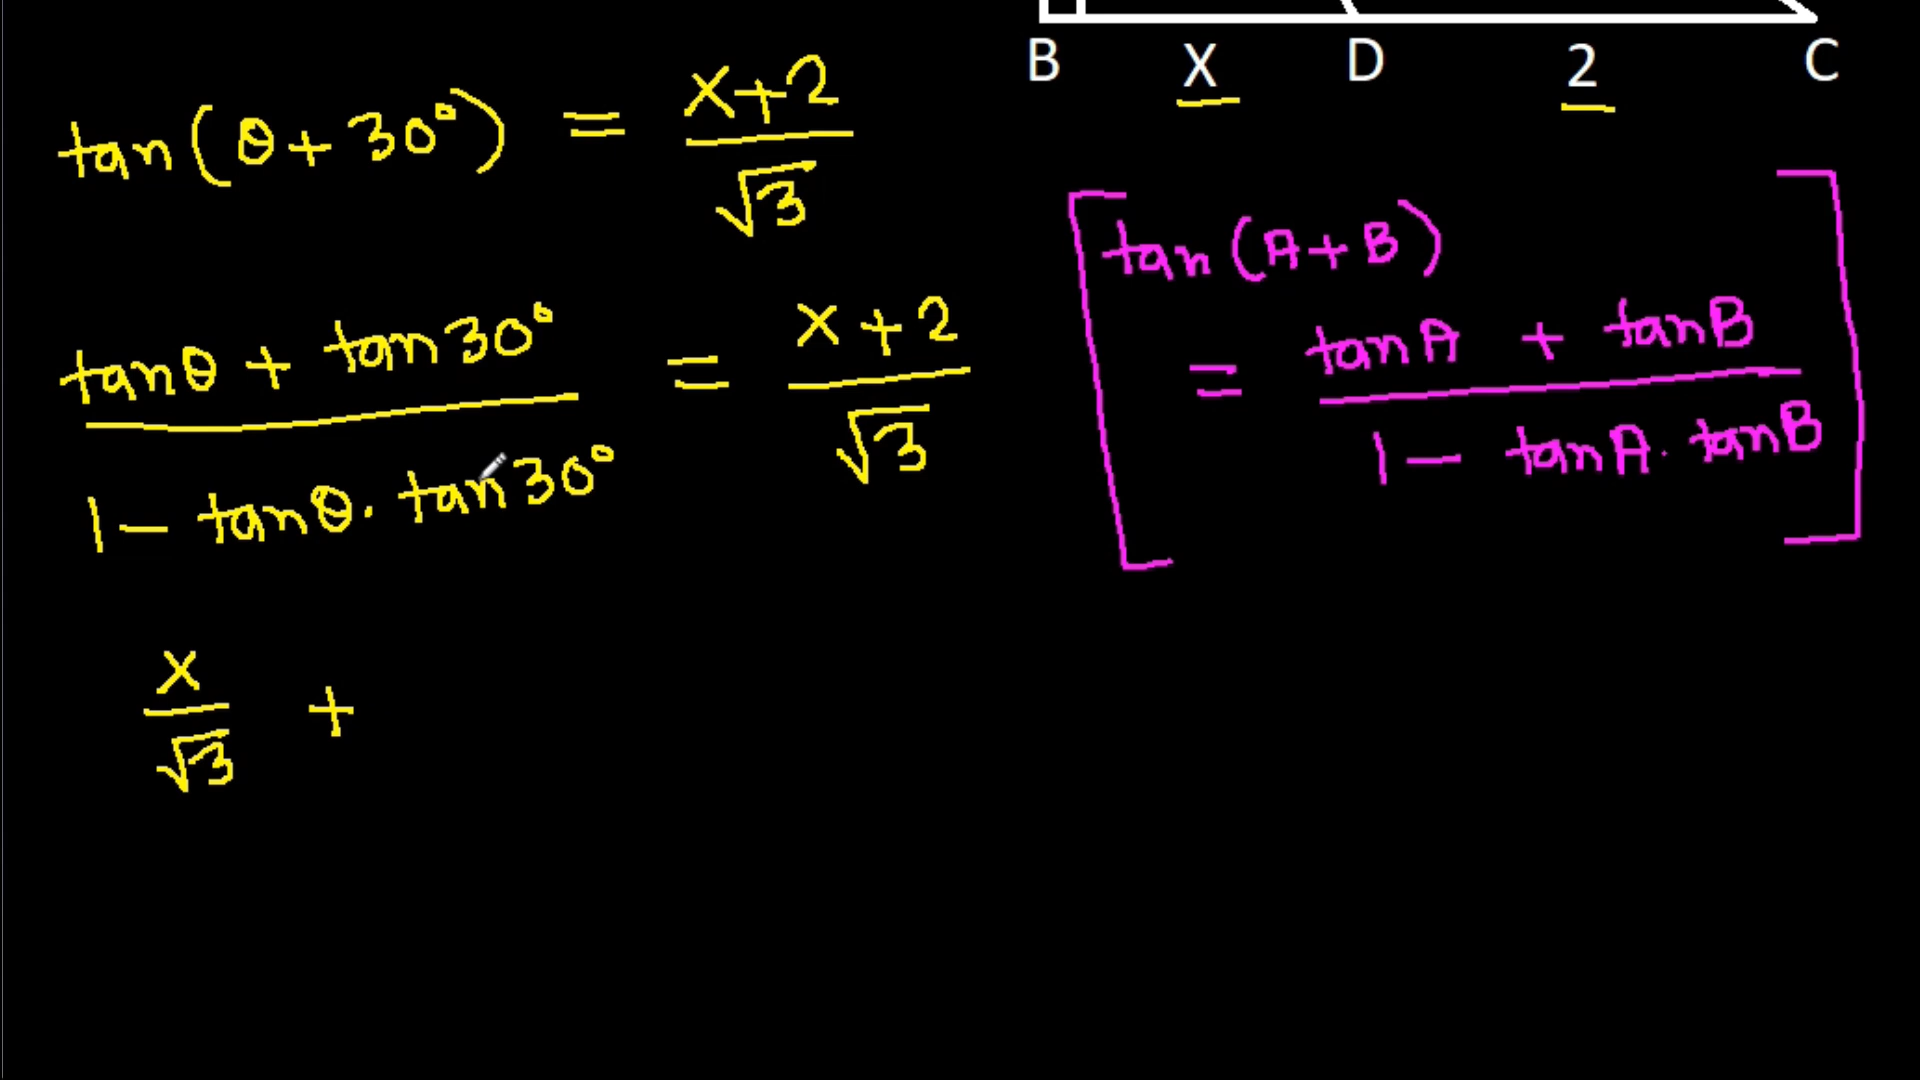 B X D 2 C
tan(θ+30°) = x+2/√3
[tan(A+B)
= tanA + tanB / 1 - tanA.tanB]
tanθ + tan30° / 1 - tanθ.tan30° = x+2/√3
x/√3 +